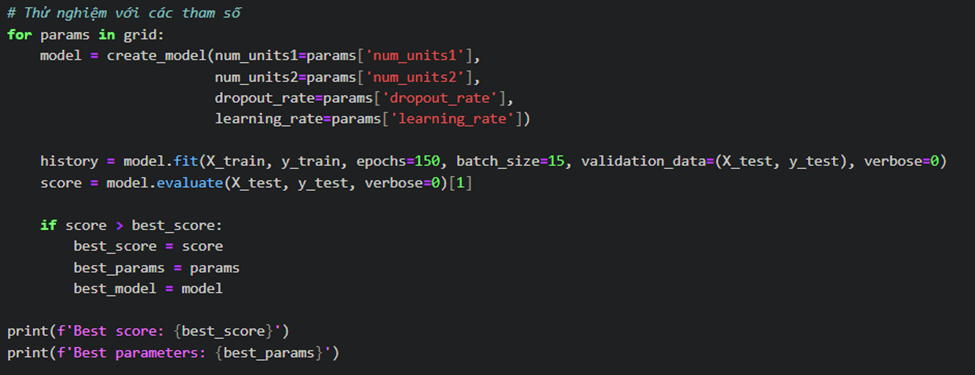 # Thử nghiệm với các tham số
for params in grid:
    model = create_model(num_units1=params['num_units1'],
                         num_units2=params['num_units2'],
                         dropout_rate=params['dropout_rate'],
                         learning_rate=params['learning_rate'])
    history = model.fit(X_train, y_train, epochs=150, batch_size=15, validation_data=(X_test, y_test), verbose=0)
    score = model.evaluate(X_test, y_test, verbose=0)[1]
    if score > best_score:
        best_score = score
        best_params = params
        best_model = model
print(f'Best score: {best_score}')
print(f'Best parameters: {best_params}')